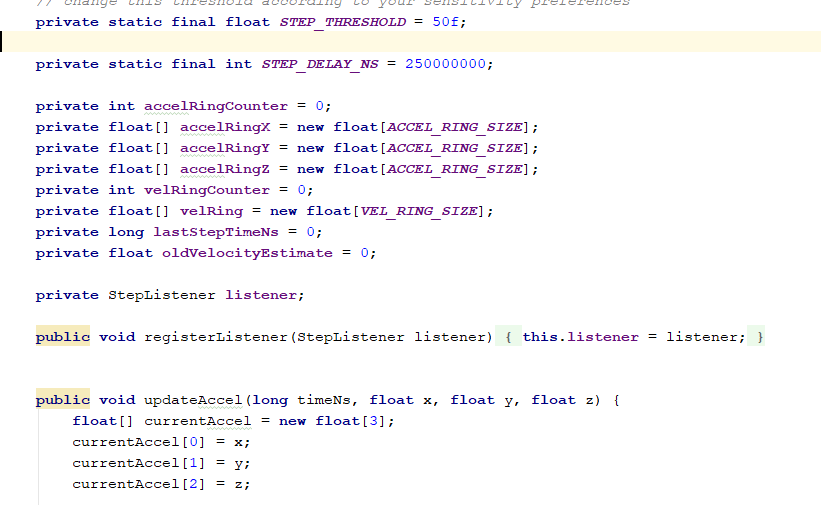 // change this threshold according to your sensitivity preferences
private static final float STEP_THRESHOLD = 50f;
private static final int STEP_DELAY_NS = 250000000;
private int accelRingCounter = 0;
private float[] accelRingX = new float[ACCEL_RING_SIZE];
private float[] accelRingY = new float[ACCEL_RING_SIZE];
private float[] accelRingZ = new float[ACCEL_RING_SIZE];
private int velRingCounter = 0;
private float[] velRing = new float[VEL_RING_SIZE];
private long lastStepTimeNs = 0;
private float oldVelocityEstimate = 0;
private StepListener listener;
public void registerListener(StepListener listener) { this.listener = listener; }
public void updateAccel(long timeNs, float x, float y, float z) {
float[] currentAccel = new float[3];
currentAccel[0] = x;
currentAccel[1] = y;
currentAccel[2] = z;